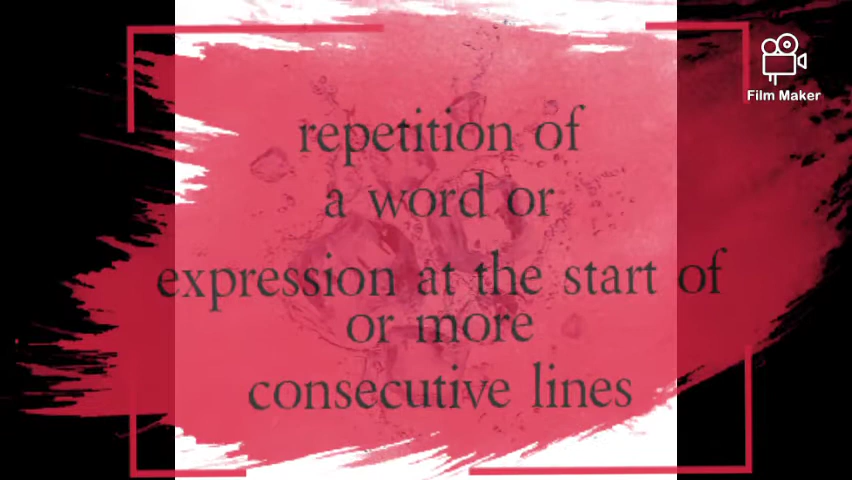 Film Maker
repetition of
a word or
expression at the start of
or more
consecutive lines